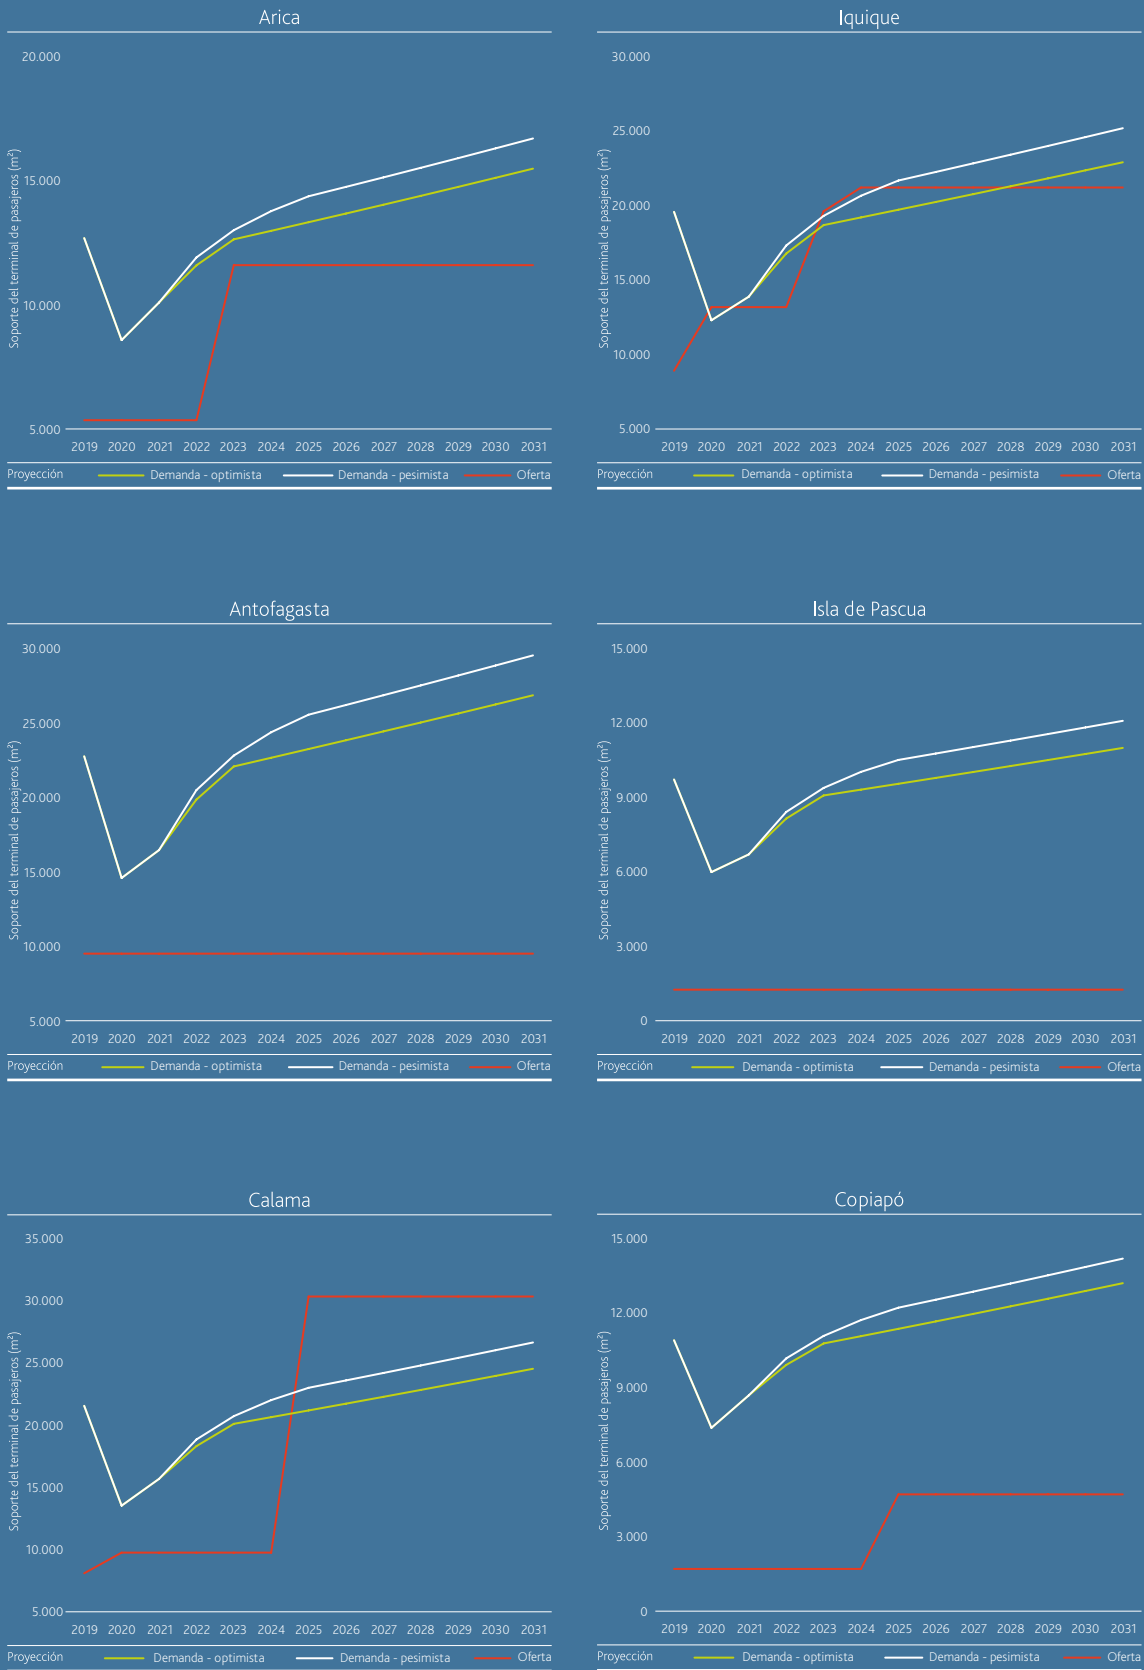 Arica
20.000
15.000
10.000
5.000
Soporte del terminal de pasajeros (m²)
2019 2020 2021 2022 2023 2024 2025 2026 2027 2028 2029 2030 2031
Proyección Demanda - optimista Demanda - pesimista Oferta
Iquique
30.000
25.000
20.000
15.000
10.000
5.000
Soporte del terminal de pasajeros (m²)
2019 2020 2021 2022 2023 2024 2025 2026 2027 2028 2029 2030 2031
Proyección Demanda - optimista Demanda - pesimista Oferta
Antofagasta
30.000
25.000
20.000
15.000
10.000
5.000
Soporte del terminal de pasajeros (m²)
2019 2020 2021 2022 2023 2024 2025 2026 2027 2028 2029 2030 2031
Proyección Demanda - optimista Demanda - pesimista Oferta
Isla de Pascua
15.000
12.000
9.000
6.000
3.000
0
Soporte del terminal de pasajeros (m²)
2019 2020 2021 2022 2023 2024 2025 2026 2027 2028 2029 2030 2031
Proyección Demanda - optimista Demanda - pesimista Oferta
Calama
35.000
30.000
25.000
20.000
15.000
10.000
5.000
Soporte del terminal de pasajeros (m²)
2019 2020 2021 2022 2023 2024 2025 2026 2027 2028 2029 2030 2031
Proyección Demanda - optimista Demanda - pesimista Oferta
Copiapó
15.000
12.000
9.000
6.000
3.000
0
Soporte del terminal de pasajeros (m²)
2019 2020 2021 2022 2023 2024 2025 2026 2027 2028 2029 2030 2031
Proyección Demanda - optimista Demanda - pesimista Oferta